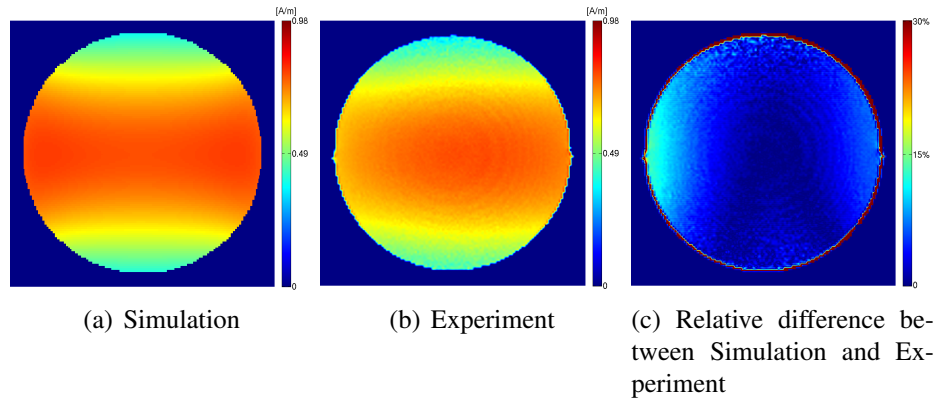 [A/m]
0.98
0.49
0
[A/m]
0.98
0.49
0
30%
15%
0
(a) Simulation
(b) Experiment
(c) Relative difference be-
tween Simulation and Ex-
periment